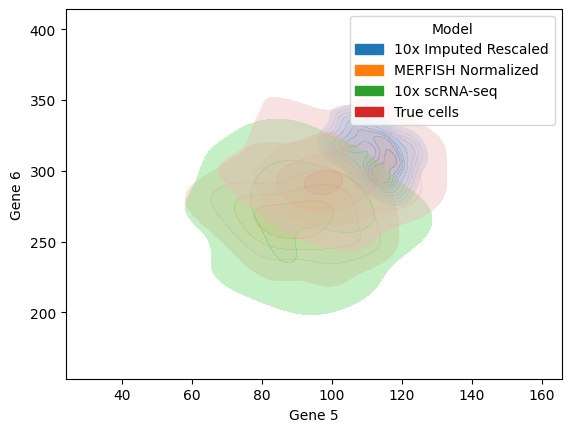 Model
10x Imputed Rescaled
MERFISH Normalized
10x scRNA-seq
True cells
400
350
300
250
200
Gene 6
40 60 80 100 120 140 160
Gene 5